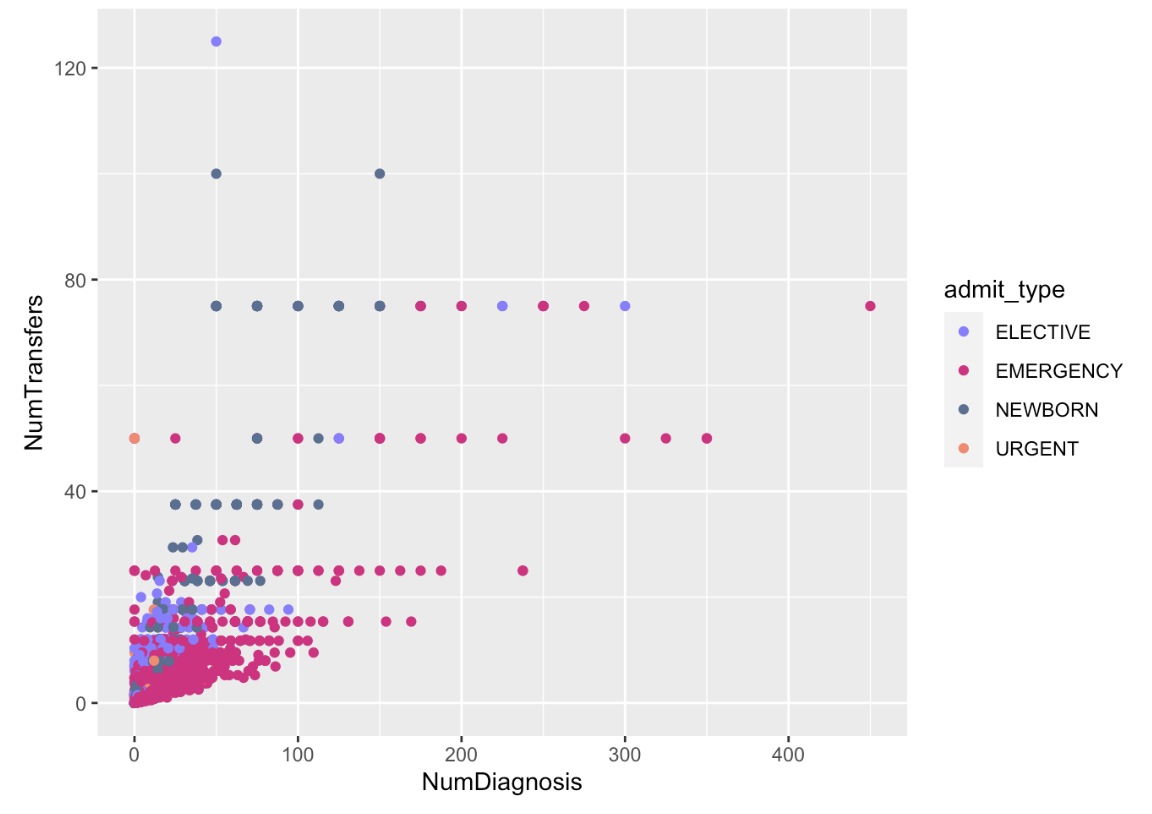 120
80
40
0
NumTransfers
0 100 200 300 400
NumDiagnosis
admit_type
ELECTIVE
EMERGENCY
NEWBORN
URGENT